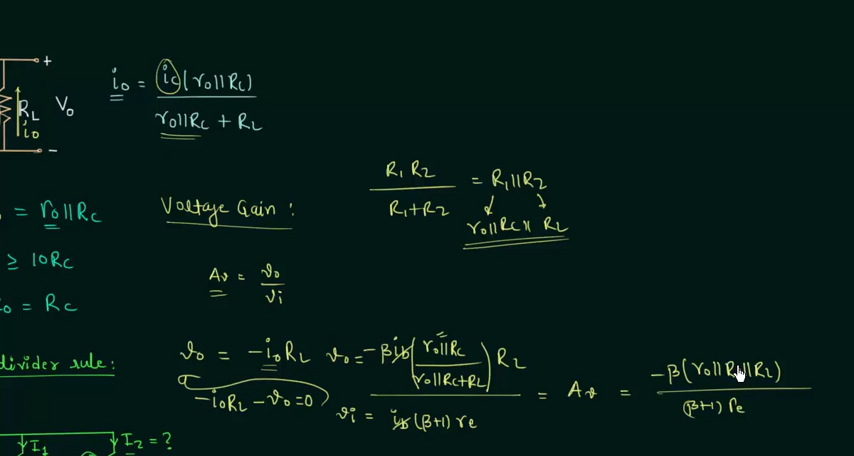 +
i₀ = ic(r₀||Rc)
r₀||Rc + RL
RL
V₀
i₀
-
R₁ R₂
R₁+R₂
= R₁||R₂
r₀||Rc|| RL
= r₀||Rc
Voltage Gain :
≥ 10Rc
Av = v₀
vi
= Rc
v₀ = -i₀RL
v₀ = -βib(r₀||Rc
r₀||Rc+RL) RL
divider rule:
-i₀RL - v₀ = 0
vi = ib(β+1) re
= Av =
-β(r₀||Rc||RL)
(β+1) re
I₁
I₂ = ?